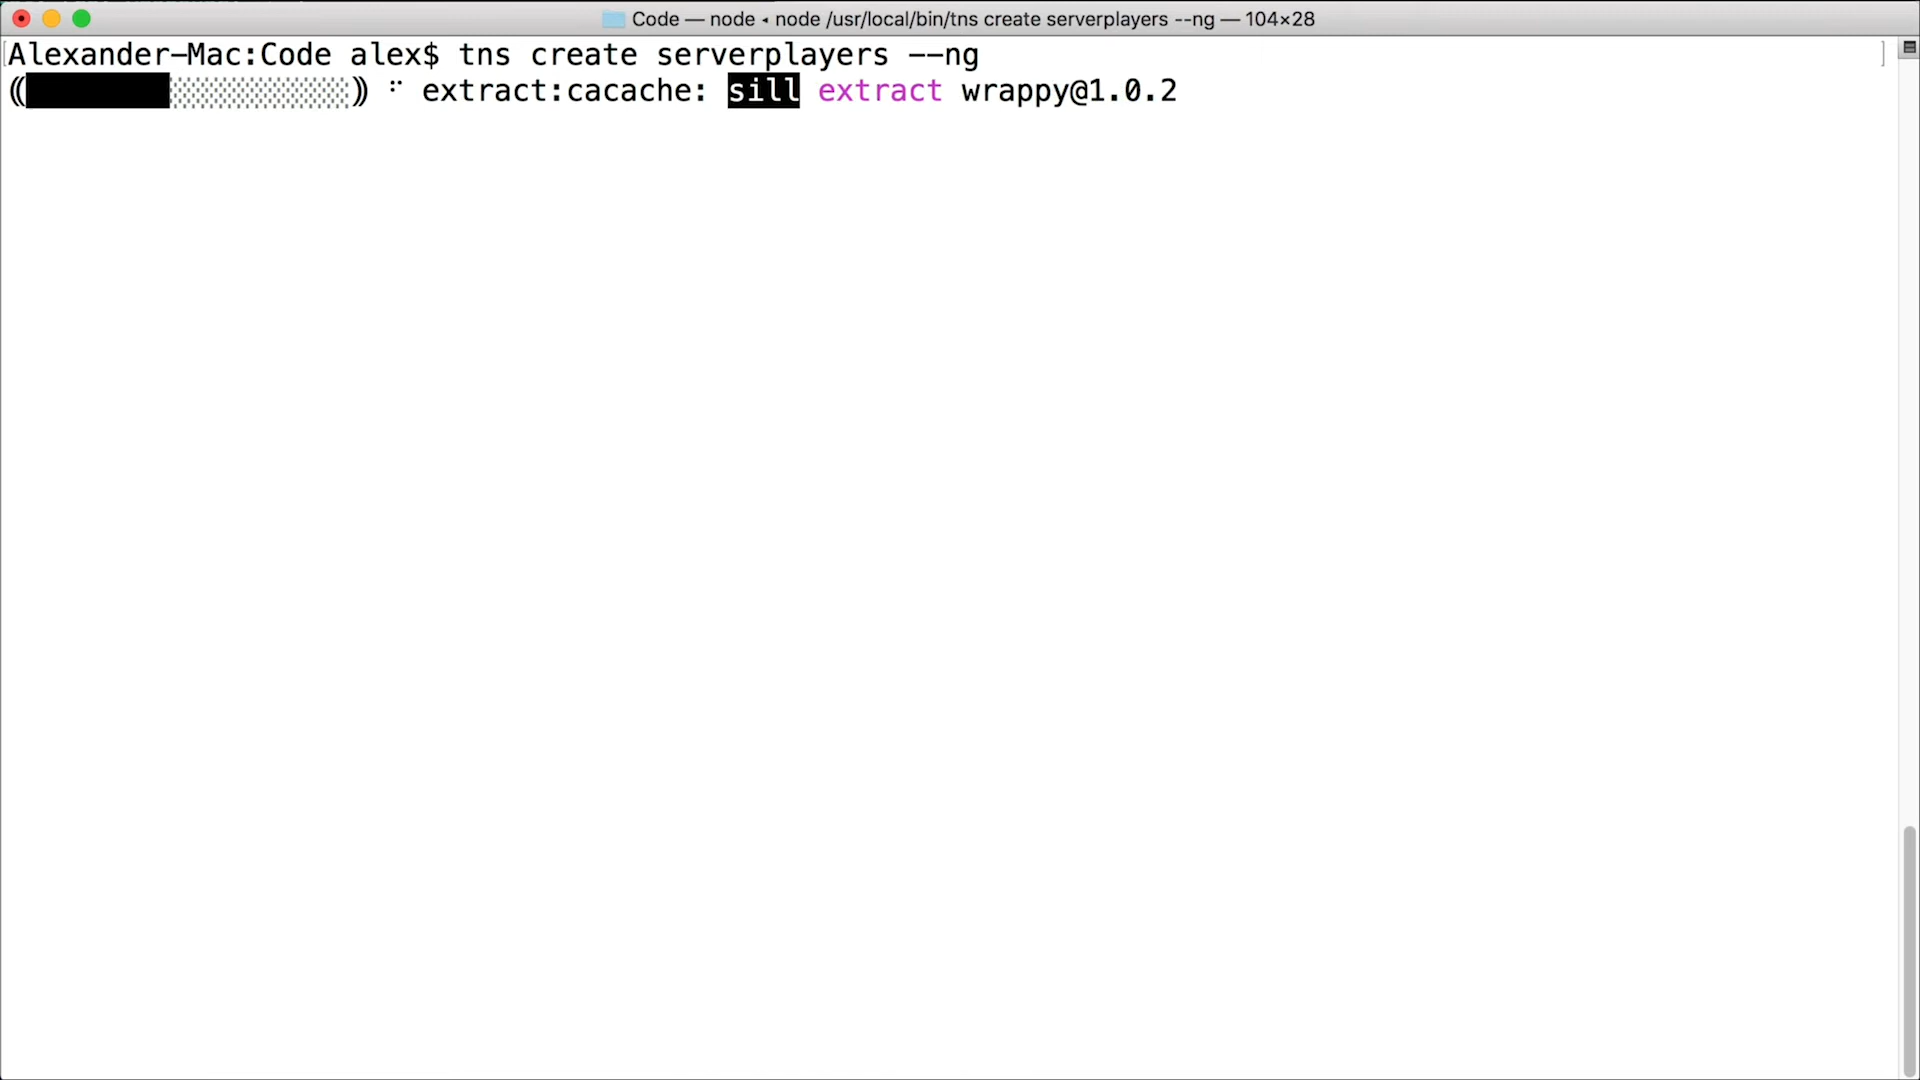 Code — node ◂ node /usr/local/bin/tns create serverplayers --ng — 104×28
Alexander-Mac:Code alex$ tns create serverplayers --ng
extract:cacache: sill extract wrappy@1.0.2